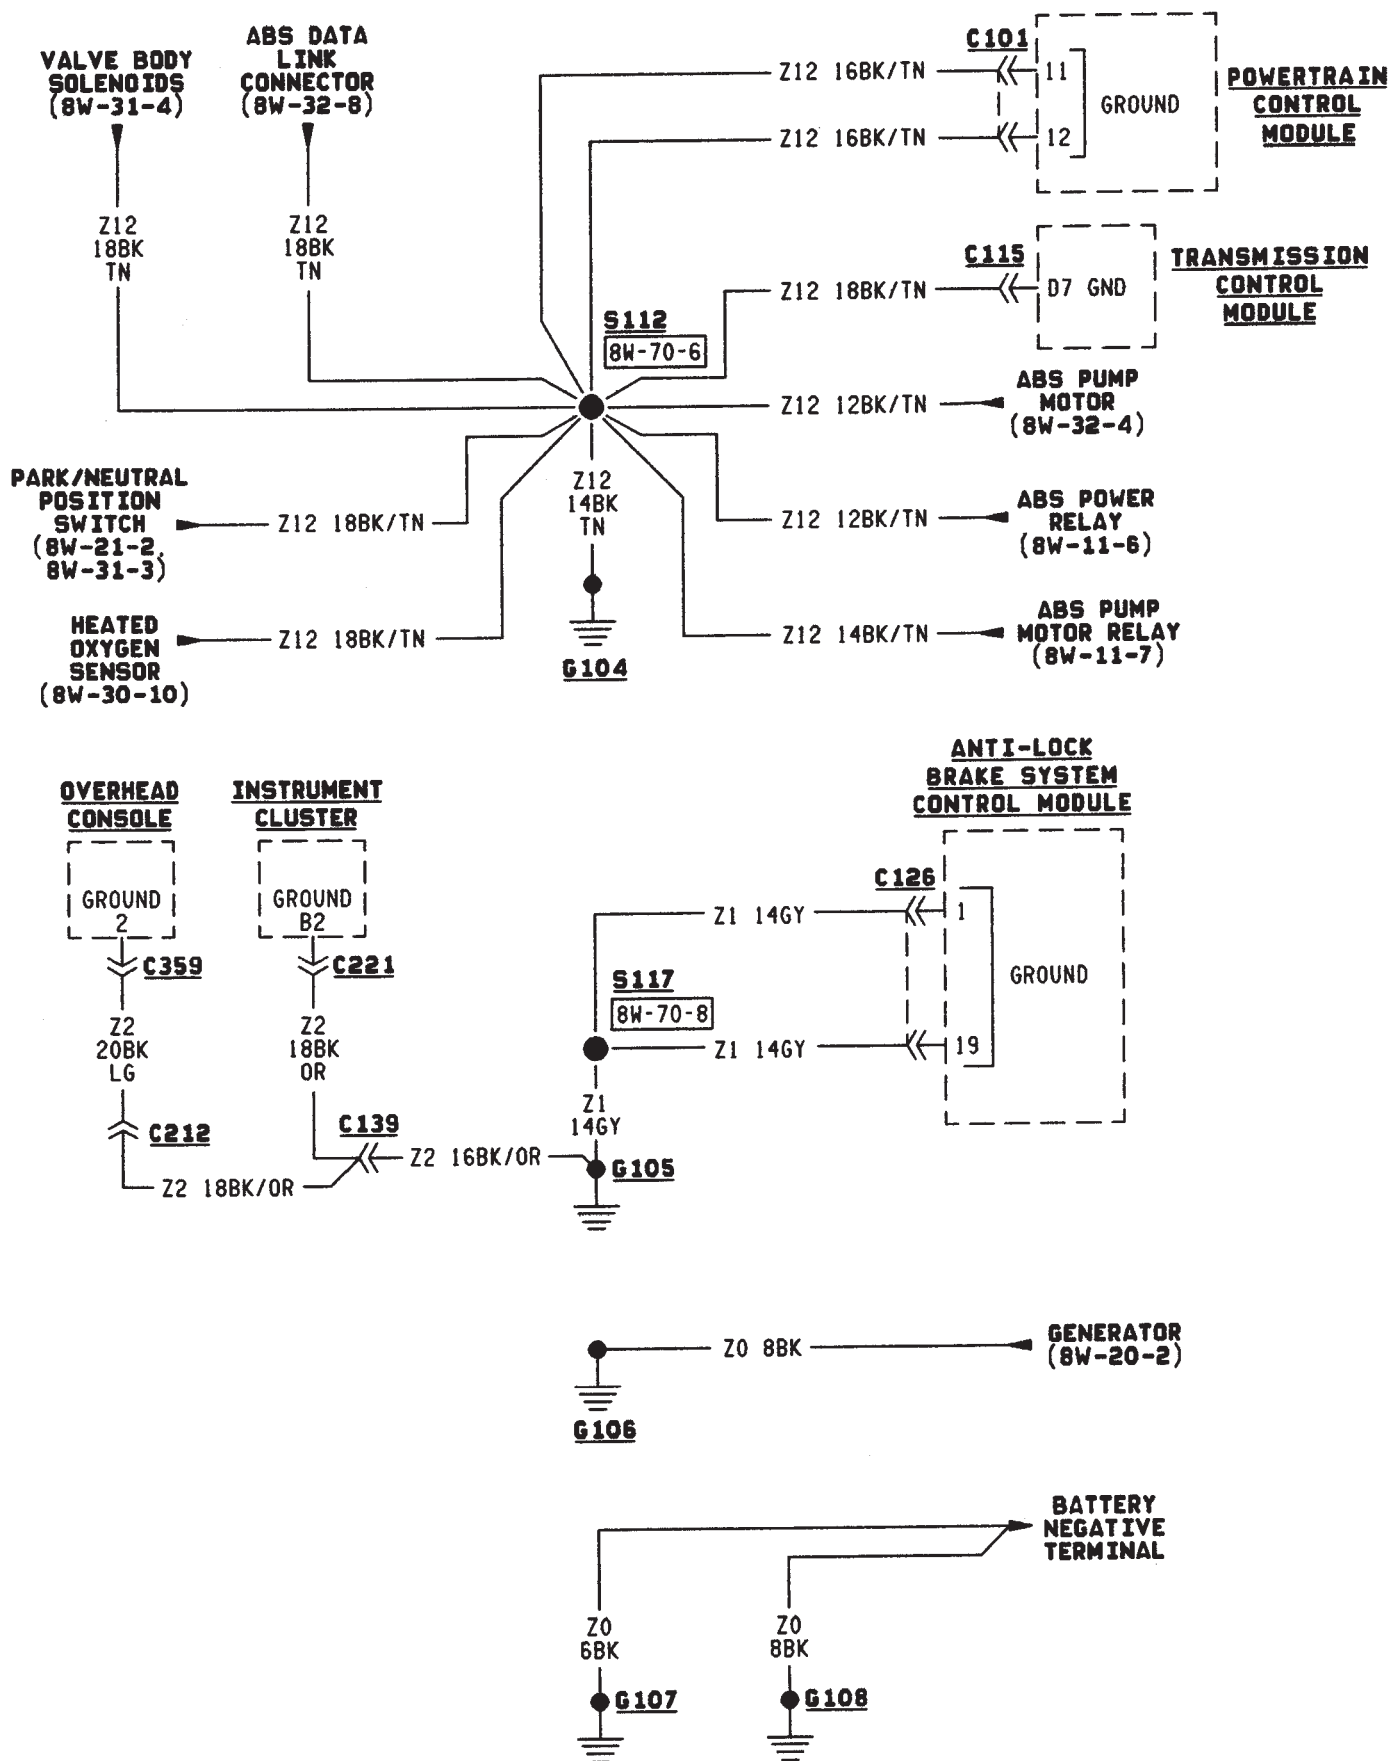 VALVE BODY
SOLENOIDS
(8W-31-4)
ABS DATA
LINK
CONNECTOR
(8W-32-8)
Z12
18BK
TN
Z12
18BK
TN
C101
Z12 16BK/TN
11
Z12 16BK/TN
12
GROUND
POWERTRAIN
CONTROL
MODULE
C115
Z12 18BK/TN
D7 GND
TRANSMISSION
CONTROL
MODULE
S112
8W-70-6
Z12 12BK/TN
ABS PUMP
MOTOR
(8W-32-4)
PARK/NEUTRAL
POSITION
SWITCH
(8W-21-2,
8W-31-3)
Z12 18BK/TN
Z12
14BK
TN
Z12 12BK/TN
ABS POWER
RELAY
(8W-11-6)
HEATED
OXYGEN
SENSOR
(8W-30-10)
Z12 18BK/TN
G104
Z12 14BK/TN
ABS PUMP
MOTOR RELAY
(8W-11-7)
OVERHEAD
CONSOLE
GROUND
2
C359
Z2
20BK
LG
C212
Z2 18BK/OR
INSTRUMENT
CLUSTER
GROUND
B2
C221
Z2
18BK
OR
C139
Z2 16BK/OR
ANTI-LOCK
BRAKE SYSTEM
CONTROL MODULE
C126
Z1 14GY
1
GROUND
S117
8W-70-8
Z1 14GY
19
Z1
14GY
G105
Z0 8BK
GENERATOR
(8W-20-2)
G106
BATTERY
NEGATIVE
TERMINAL
Z0
6BK
Z0
8BK
G107
G108